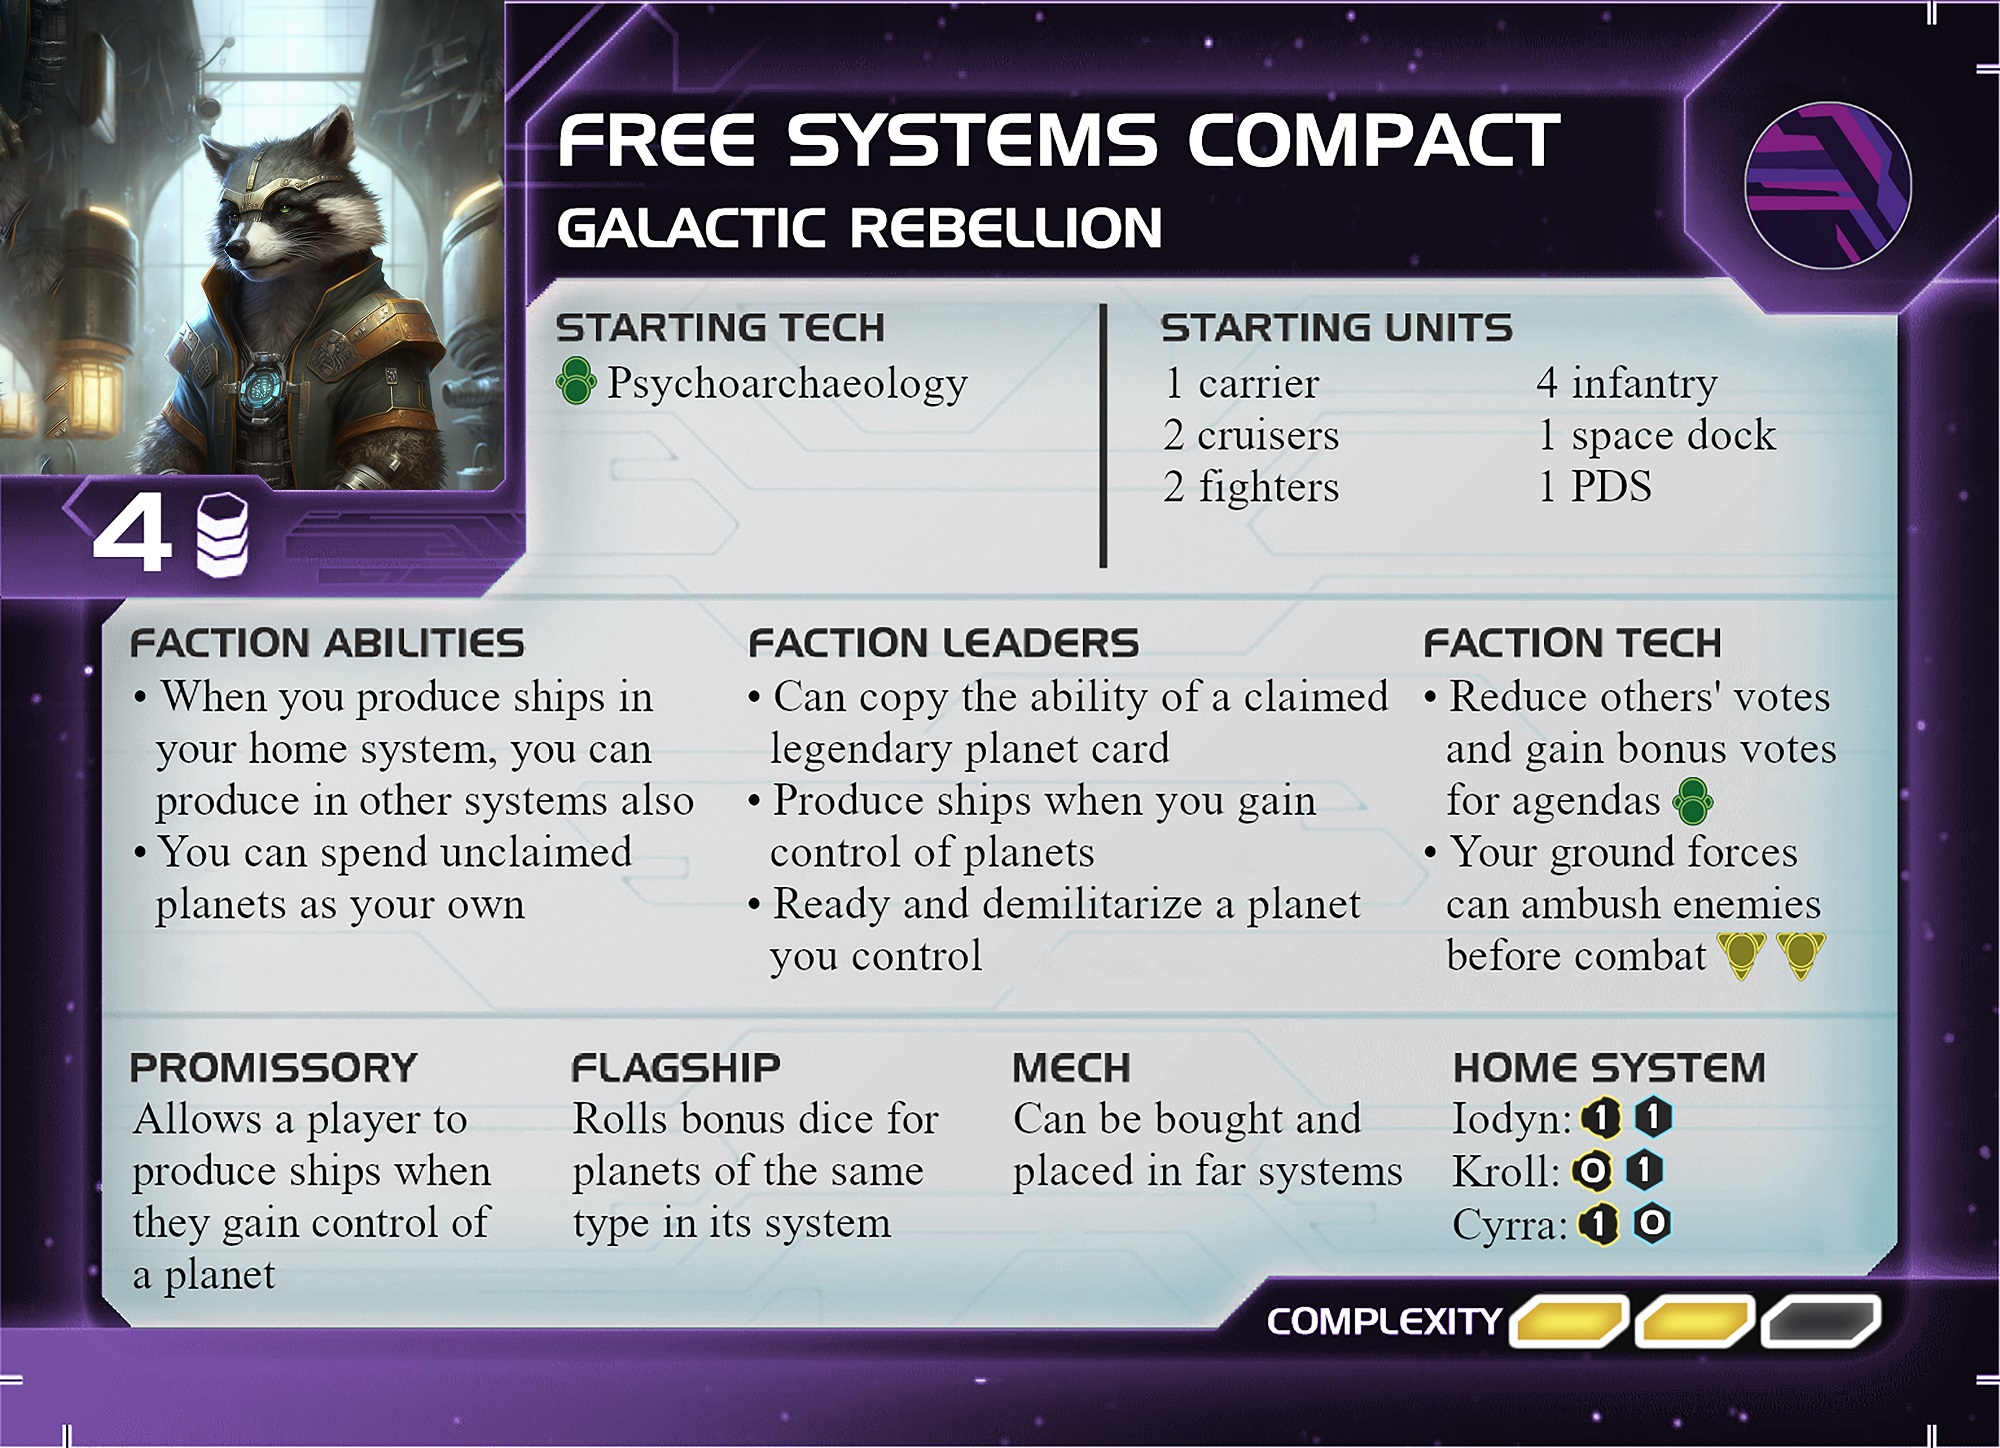 FREE SYSTEMS COMPACT
GALACTIC REBELLION
4
STARTING TECH
Psychoarchaeology
STARTING UNITS
1 carrier
2 cruisers
2 fighters
4 infantry
1 space dock
1 PDS
FACTION ABILITIES
• When you produce ships in
your home system, you can
produce in other systems also
• You can spend unclaimed
planets as your own
FACTION LEADERS
• Can copy the ability of a claimed
legendary planet card
• Produce ships when you gain
control of planets
• Ready and demilitarize a planet
you control
FACTION TECH
• Reduce others' votes
and gain bonus votes
for agendas
• Your ground forces
can ambush enemies
before combat
PROMISSORY
Allows a player to
produce ships when
they gain control of
a planet
FLAGSHIP
Rolls bonus dice for
planets of the same
type in its system
MECH
Can be bought and
placed in far systems
HOME SYSTEM
Iodyn: 1 1
Kroll: 0 1
Cyrra: 1 0
COMPLEXITY